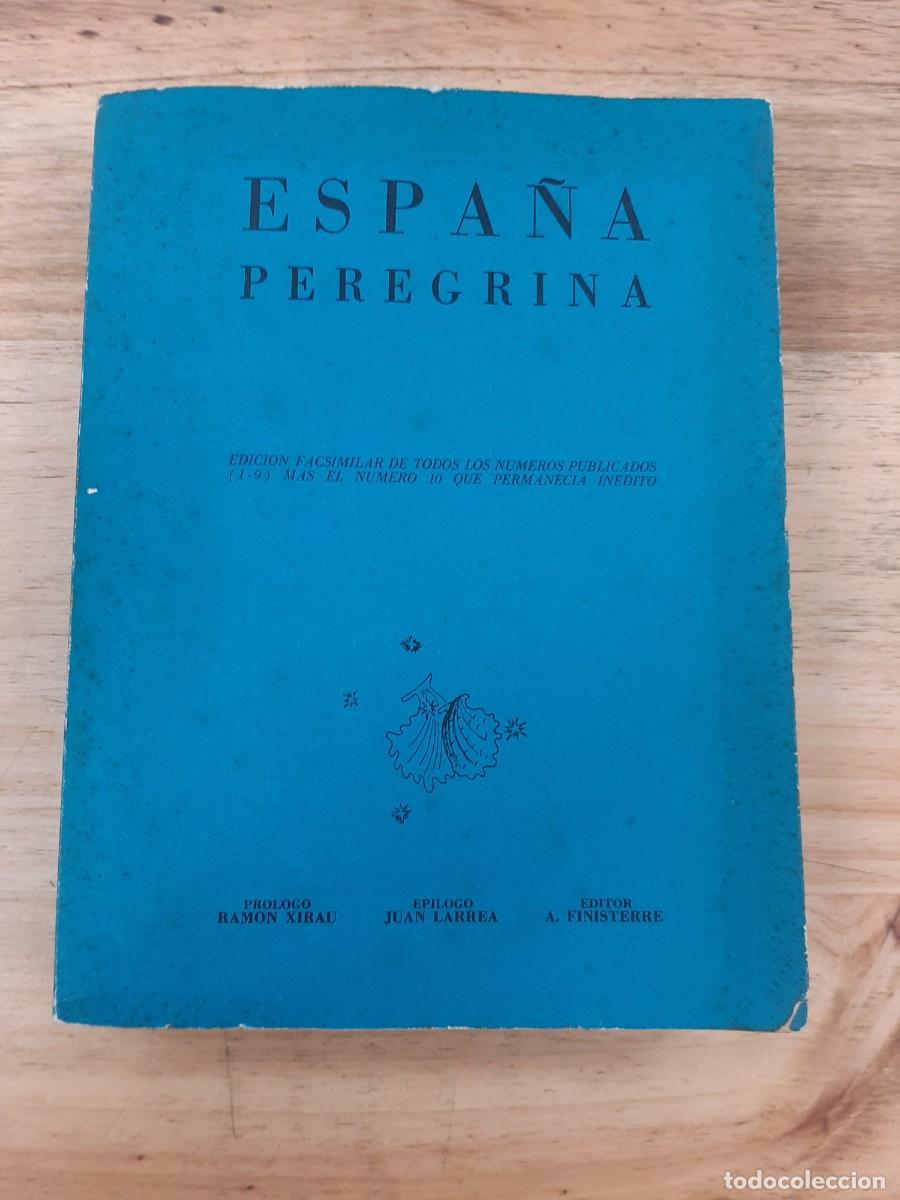 ESPAÑA
PEREGRINA
EDICION FACSIMILAR DE TODOS LOS NUMEROS PUBLICADOS
(1-9) MAS EL NUMERO 10 QUE PERMANECIA INEDITO
PROLOGO
RAMON XIRAU
EPILOGO
JUAN LARREA
EDITOR
A. FINISTERRE
todocoleccion